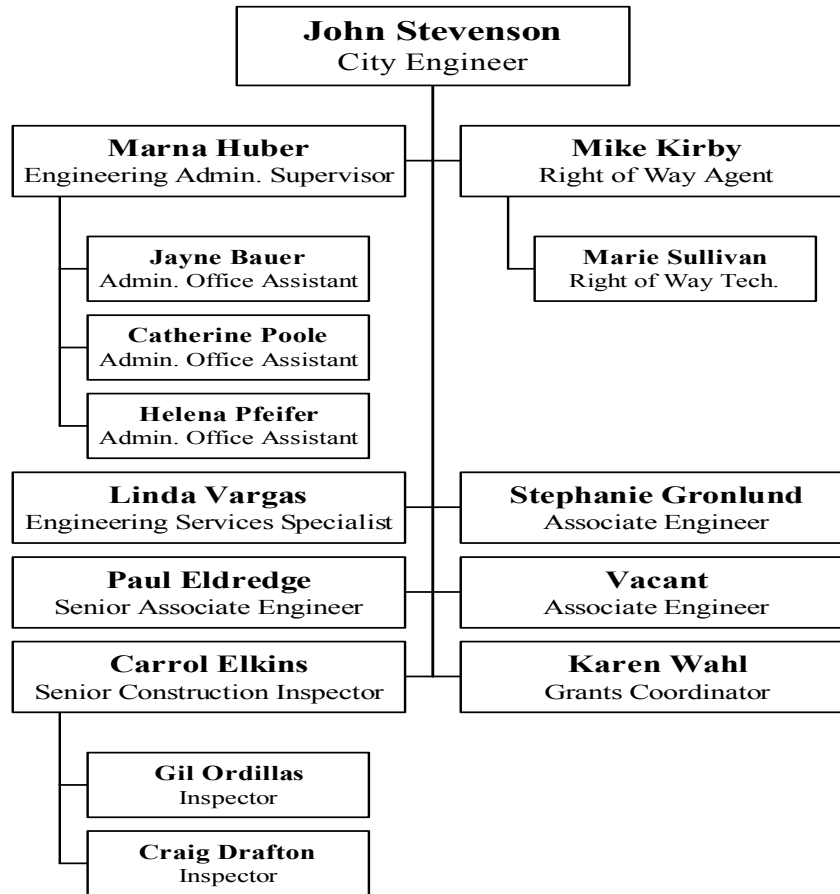 John Stevenson
City Engineer
Marna Huber
Engineering Admin. Supervisor
Mike Kirby
Right of Way Agent
Jayne Bauer
Admin. Office Assistant
Marie Sullivan
Right of Way Tech.
Catherine Poole
Admin. Office Assistant
Helena Pfeifer
Admin. Office Assistant
Linda Vargas
Engineering Services Specialist
Stephanie Gronlund
Associate Engineer
Paul Eldredge
Senior Associate Engineer
Vacant
Associate Engineer
Carrol Elkins
Senior Construction Inspector
Karen Wahl
Grants Coordinator
Gil Ordillas
Inspector
Craig Drafton
Inspector